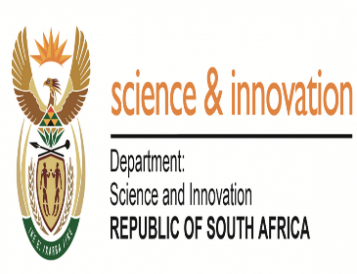 science & innovation
Department:
Science and Innovation
REPUBLIC OF SOUTH AFRICA